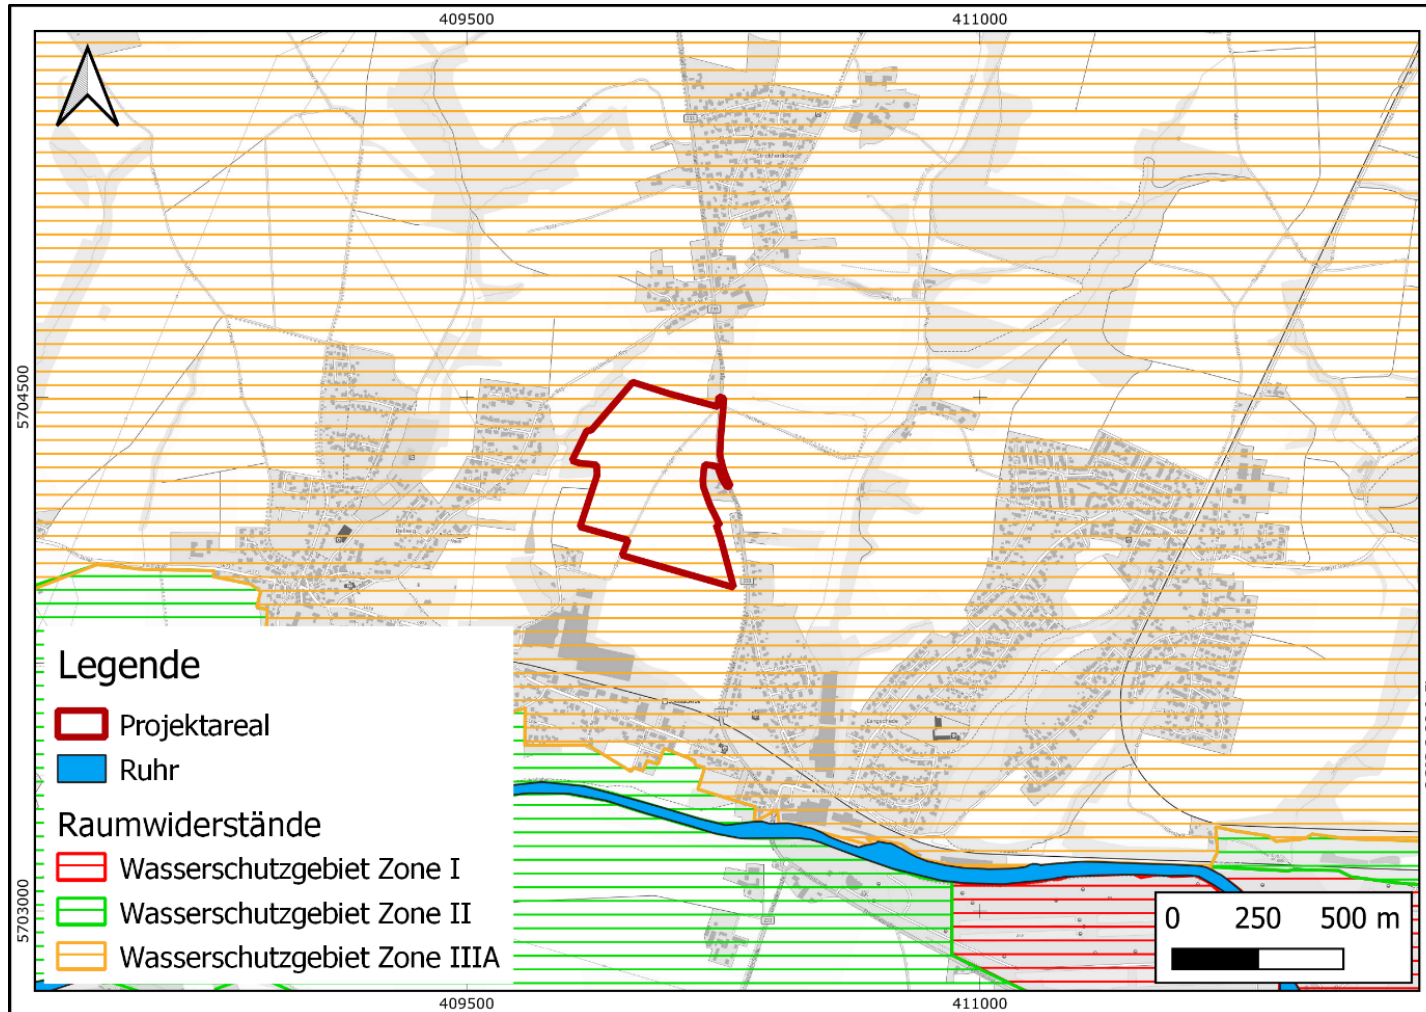 409500
411000
5704500
5703000
Langschede
Legende
Projektareal
Ruhr
Raumwiderstände
Wasserschutzgebiet Zone I
Wasserschutzgebiet Zone II
Wasserschutzgebiet Zone IIIA
0 250 500 m
409500
411000